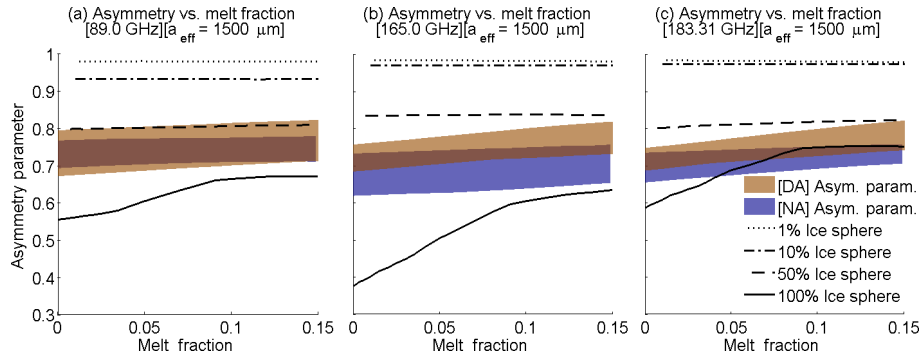 (a) Asymmetry vs. melt fraction
[89.0 GHz][a eff = 1500 μm]
(b) Asymmetry vs. melt fraction
[165.0 GHz][a eff = 1500 μm]
(c) Asymmetry vs. melt fraction
[183.31 GHz][a eff = 1500 μm]
Asymmetry parameter
1
0.9
0.8
0.7
0.6
0.5
0.4
0.3
0
0.05
0.1
0.15
Melt fraction
0
0.05
0.1
0.15
Melt fraction
0
0.05
0.1
0.15
Melt fraction
[DA] Asym. param.
[NA] Asym. param.
1% Ice sphere
10% Ice sphere
50% Ice sphere
100% Ice sphere